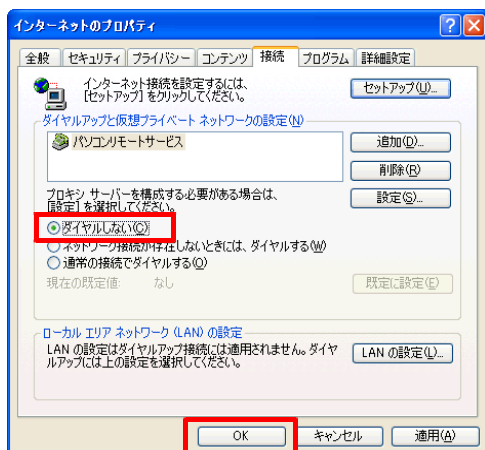 インターネットのプロパティ
全般 セキュリティ プライバシー コンテンツ 接続 プログラム 詳細設定
インターネット接続を設定するには、
[セットアップ] をクリックしてください。
セットアップ(U)...
ダイヤルアップと仮想プライベート ネットワークの設定(N)
パソコンリモートサービス
追加(D)...
削除(R)
プロキシ サーバーを構成する必要がある場合は、
[設定] を選択してください。
設定(S)...
ダイヤルしない(C)
ネットワーク接続が存在しないときには、ダイヤルする(W)
通常の接続でダイヤルする(O)
現在の既定値: なし
既定に設定(E)
ローカル エリア ネットワーク (LAN) の設定
LAN の設定はダイヤルアップ接続には適用されません。ダイヤ
ルアップには上の設定を選択してください。
LAN の設定(L)...
OK キャンセル 適用(A)